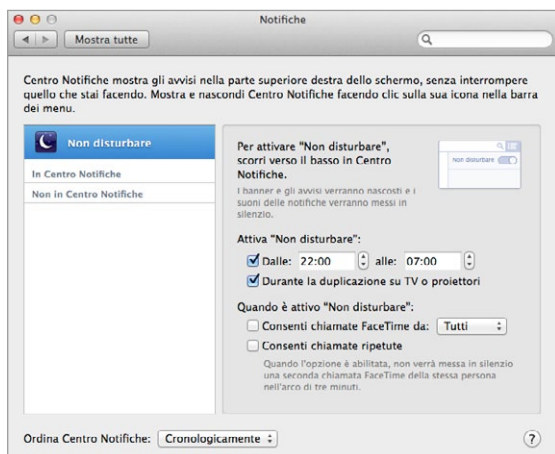 Notifiche
Mostra tutte
Centro Notifiche mostra gli avvisi nella parte superiore destra dello schermo, senza interrompere
quello che stai facendo. Mostra e nascondi Centro Notifiche facendo clic sulla sua icona nella barra
dei menu.
Non disturbare
In Centro Notifiche
Non in Centro Notifiche
Per attivare "Non disturbare",
scorri verso il basso in Centro
Notifiche.
I banner e gli avvisi verranno nascosti e i
suoni delle notifiche verranno messi in
silenzio.
Non disturbare
Attiva "Non disturbare":
Dalle: 22:00 alle: 07:00
Durante la duplicazione su TV o proiettori
Quando è attivo "Non disturbare":
Consenti chiamate FaceTime da: Tutti
Consenti chiamate ripetute
Quando l'opzione è abilitata, non verrà messa in silenzio
una seconda chiamata FaceTime della stessa persona
nell'arco di tre minuti.
Ordina Centro Notifiche: Cronologicamente ?